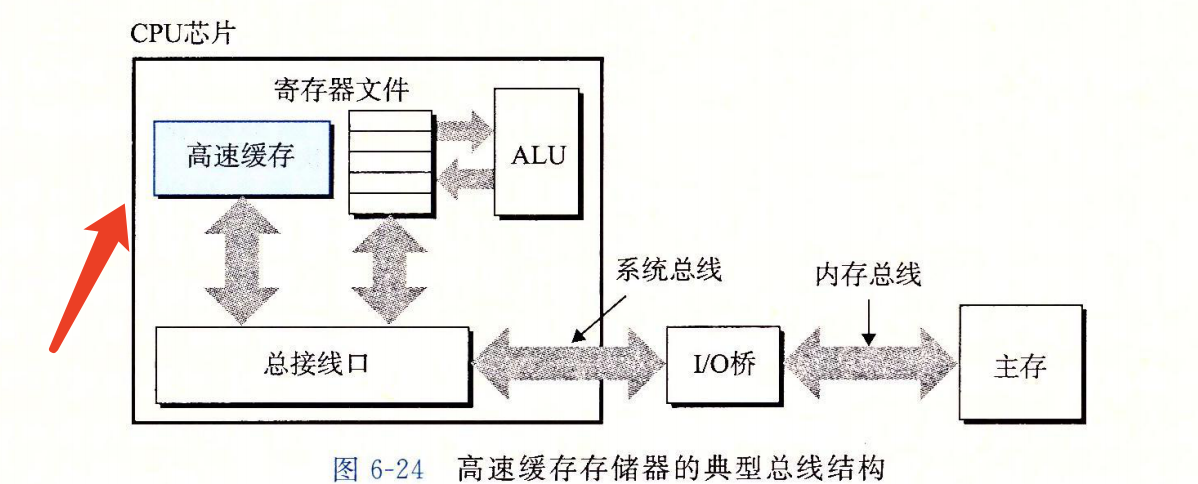 CPU芯片
寄存器文件
高速缓存
ALU
系统总线
内存总线
总接线口
I/O桥
主存
图 6-24 高速缓存存储器的典型总线结构